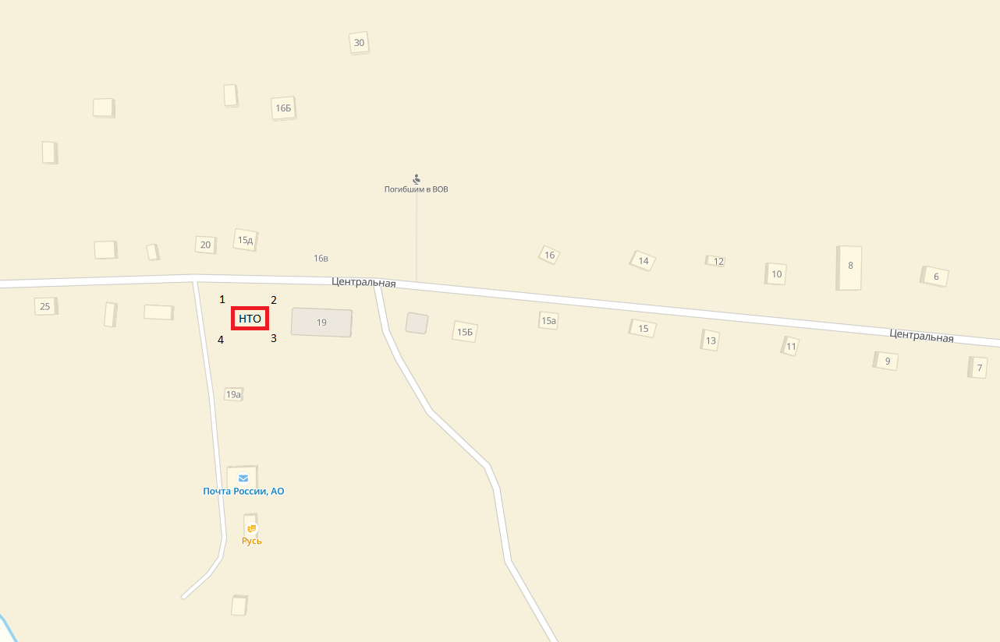 30
16Б
Погибшим в ВОВ
20
15д
16в
16
14
12
10
8
6
Центральная
25
1
2
НТО
19
4
3
15Б
15а
15
13
11
Центральная
9
7
19а
Почта России, АО
Русь